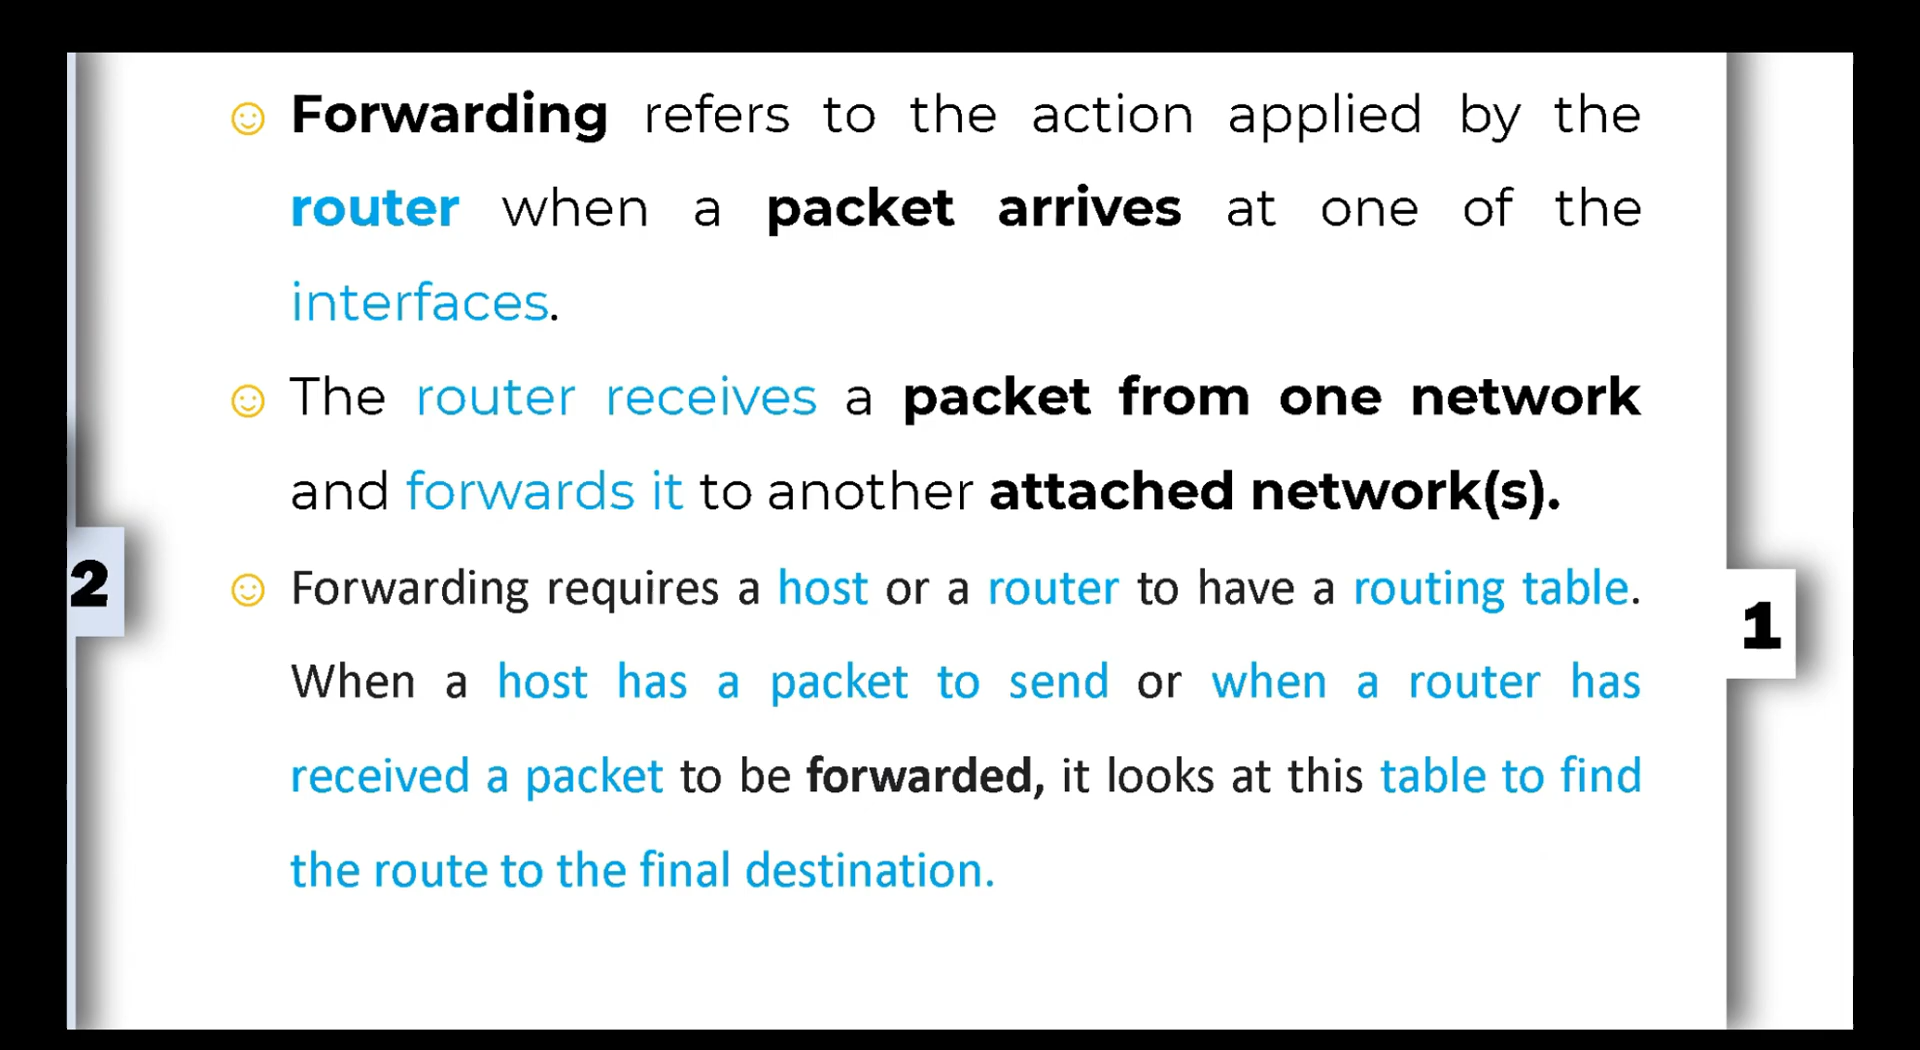 Forwarding refers to the action applied by the
router when a packet arrives at one of the
interfaces.
The router receives a packet from one network
and forwards it to another attached network(s).
Forwarding requires a host or a router to have a routing table.
When a host has a packet to send or when a router has
received a packet to be forwarded, it looks at this table to find
the route to the final destination.
2
1